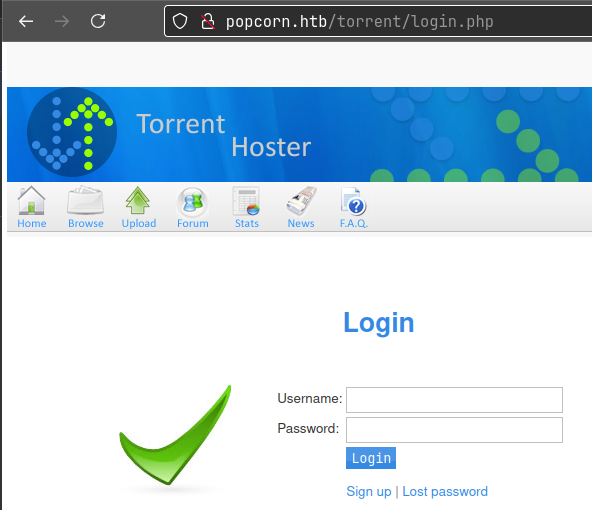 popcorn.htb/torrent/login.php
Torrent
Hoster
Home Browse Upload Forum Stats News F.A.Q.
Login
Username:
Password:
Login
Sign up | Lost password